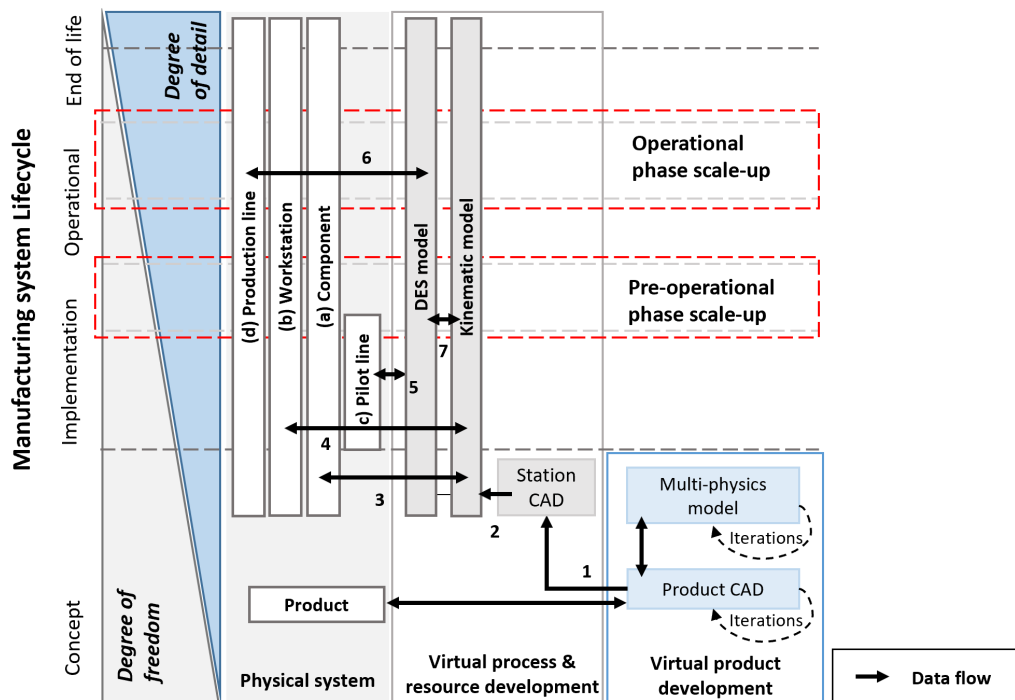 Manufacturing system Lifecycle
End of life
Operational
Implementation
Concept
Degree
of detail
Degree of
freedom
(d) Production line
(b) Workstation
(a) Component
c) Pilot line
DES model
Kinematic model
6
Operational
phase scale-up
Pre-operational
phase scale-up
7
5
4
3
2
1
Station
CAD
Multi-physics
model
Iterations
Product CAD
Iterations
Product
Physical system
Virtual process &
resource development
Virtual product
development
Data flow